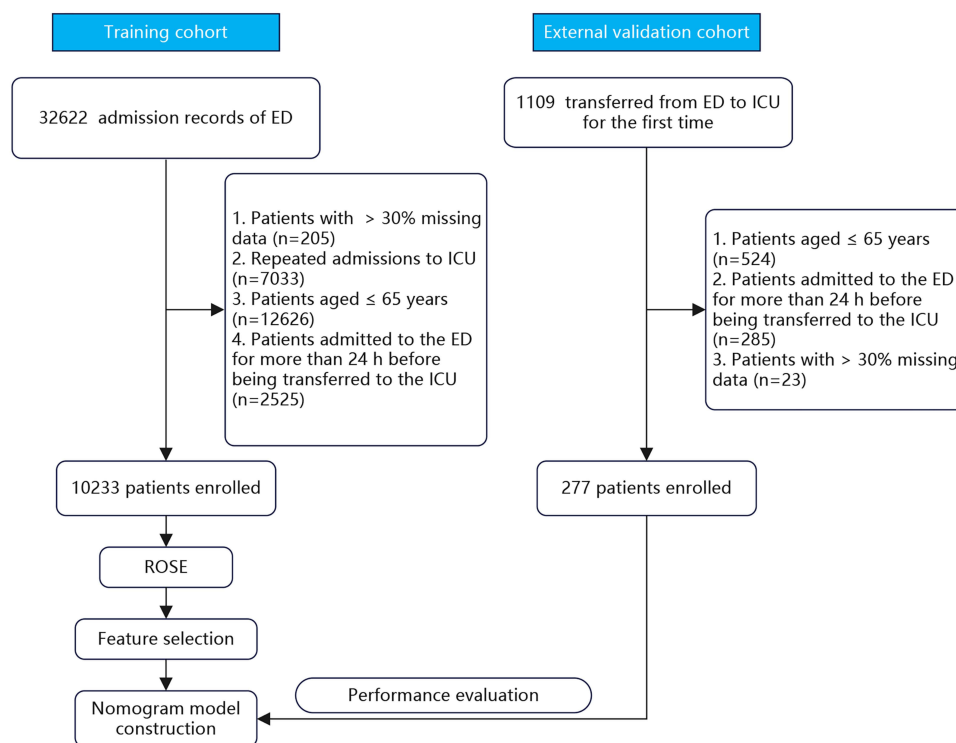 Training cohort
External validation cohort
32622 admission records of ED
1109 transferred from ED to ICU
for the first time
1. Patients with > 30% missing
data (n=205)
2. Repeated admissions to ICU
(n=7033)
3. Patients aged ≤ 65 years
(n=12626)
4. Patients admitted to the ED
for more than 24 h before
being transferred to the ICU
(n=2525)
1. Patients aged ≤ 65 years
(n=524)
2. Patients admitted to the ED
for more than 24 h before
being transferred to the ICU
(n=285)
3. Patients with > 30% missing
data (n=23)
10233 patients enrolled
277 patients enrolled
ROSE
Feature selection
Performance evaluation
Nomogram model
construction